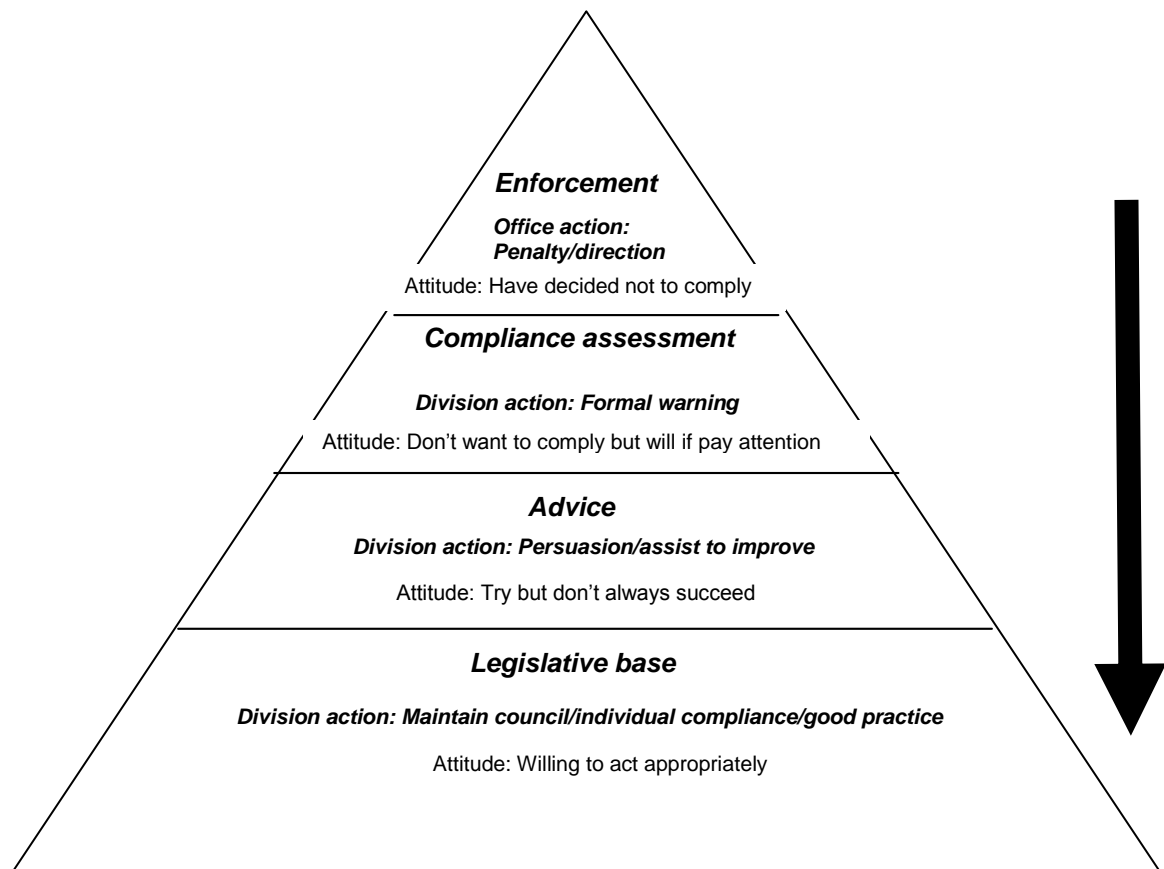 Enforcement
Office action:
Penalty/direction
Attitude: Have decided not to comply
Compliance assessment
Division action: Formal warning
Attitude: Don’t want to comply but will if pay attention
Advice
Division action: Persuasion/assist to improve
Attitude: Try but don’t always succeed
Legislative base
Division action: Maintain council/individual compliance/good practice
Attitude: Willing to act appropriately